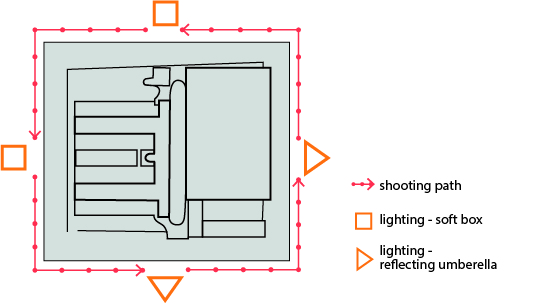 shooting path
lighting - soft box
lighting -
reflecting umberella